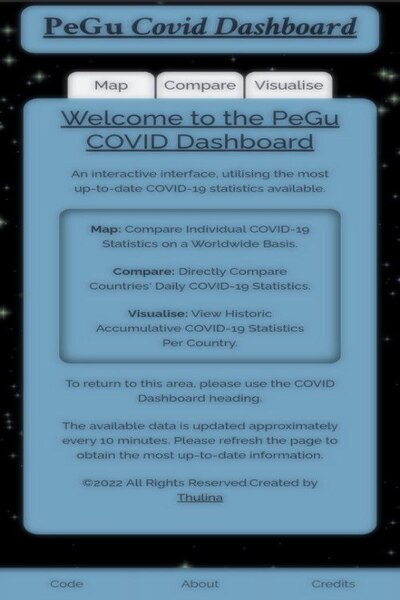 PeGu Covid Dashboard
Map Compare Visualise
Welcome to the PeGu
COVID Dashboard
An interactive interface, utilising the most
up-to-date COVID-19 statistics available.
Map: Compare Individual COVID-19
Statistics on a Worldwide Basis.
Compare: Directly Compare
Countries' Daily COVID-19 Statistics.
Visualise: View Historic
Accumulative COVID-19 Statistics
Per Country.
To return to this area, please use the COVID
Dashboard heading.
The available data is updated approximately
every 10 minutes. Please refresh the page to
obtain the most up-to-date information.
©2022 All Rights Reserved.Created by
Thulina
Code About Credits